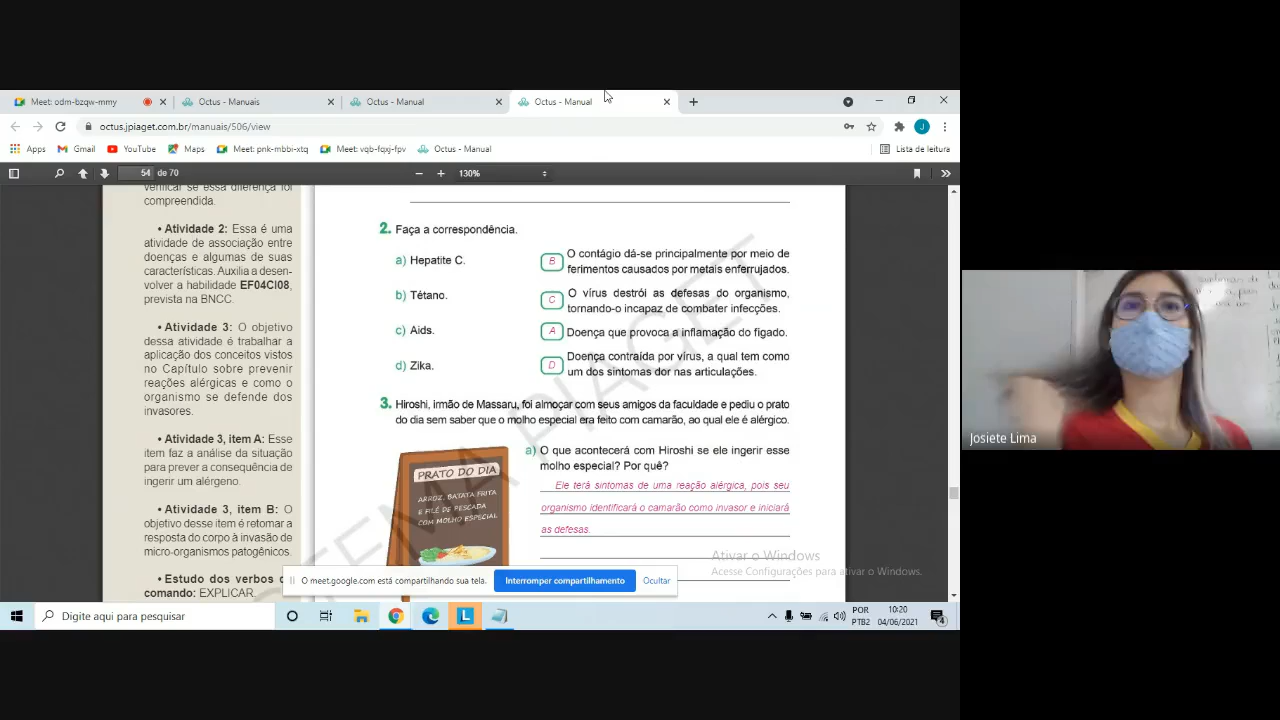 Meet: odm-bzqw-mmy
Octus - Manuais
Octus - Manual
Octus - Manual
octus.jpiaget.com.br/manuais/506/view
Apps
Gmail
YouTube
Maps
Meet: pnk-mbbi-xtq
Meet: vqb-fqxj-fpv
Octus - Manual
Lista de leitura
54 de 70
130%
verificar se essa diferença foi
compreendida.
• Atividade 2: Essa é uma
atividade de associação entre
doenças e algumas de suas
características. Auxilia a desen-
volver a habilidade EF04CI08,
prevista na BNCC.
• Atividade 3: O objetivo
dessa atividade é trabalhar a
aplicação dos conceitos vistos
no Capítulo sobre prevenir
reações alérgicas e como o
organismo se defende dos
invasores.
• Atividade 3, item A: Esse
item faz a análise da situação
para prever a consequência de
ingerir um alérgeno.
• Atividade 3, item B: O
objetivo desse item é retomar a
resposta do corpo à invasão de
micro-organismos patogênicos.
• Estudo dos verbos d
comando: EXPLICAR.
2. Faça a correspondência.
a) Hepatite C.
b) Tétano.
c) Aids.
d) Zika.
B O contágio dá-se principalmente por meio de
ferimentos causados por metais enferrujados.
C O vírus destrói as defesas do organismo,
tornando-o incapaz de combater infecções.
A Doença que provoca a inflamação do fígado.
D Doença contraída por vírus, a qual tem como
um dos sintomas dor nas articulações.
3. Hiroshi, irmão de Massaru, foi almoçar com seus amigos da faculdade e pediu o prato
do dia sem saber que o molho especial era feito com camarão, ao qual ele é alérgico.
PRATO DO DIA
ARROZ, BATATA FRITA
E FILÉ DE PESCADA
COM MOLHO ESPECIAL
a) O que acontecerá com Hiroshi se ele ingerir esse
molho especial? Por quê?
Ele terá sintomas de uma reação alérgica, pois seu
organismo identificará o camarão como invasor e iniciará
as defesas.
TEMA PIAGET
Ativar o Windows
Acesse Configurações para ativar o Windows.
O meet.google.com está compartilhando sua tela.
Interromper compartilhamento
Ocultar
Digite aqui para pesquisar
L
POR
PTB2
10:20
04/06/2021
4
J
Josiete Lima